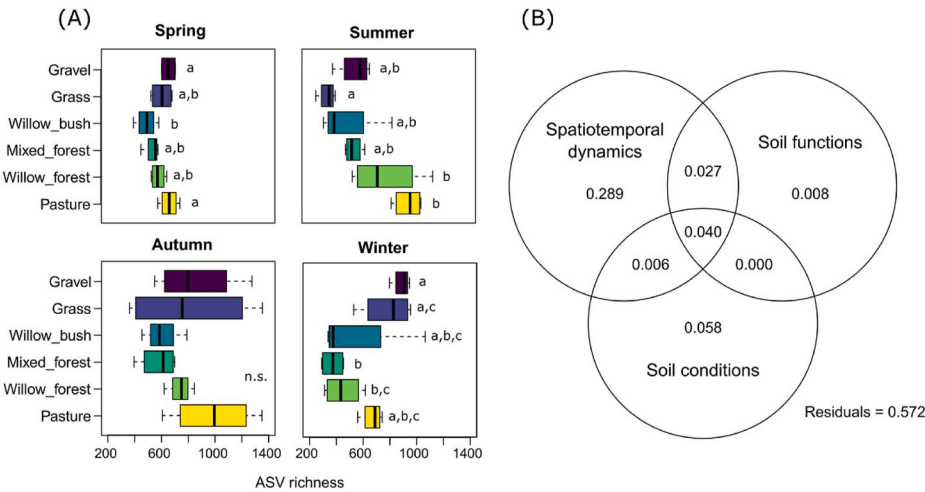 (A)
Spring
Gravel
a
Grass
a,b
Willow_bush
b
Mixed_forest
a,b
Willow_forest
a,b
Pasture
a
Summer
a,b
a
a,b
a,b
b
b
Autumn
Gravel
Grass
Willow_bush
Mixed_forest
n.s.
Willow_forest
Pasture
200 600 1000 1400
Winter
a
a,c
a,b,c
b
b,c
a,b,c
200 600 1000 1400
ASV richness
(B)
Spatiotemporal
dynamics
0.289
Soil functions
0.008
0.027
0.040
0.006
0.000
0.058
Soil conditions
Residuals = 0.572